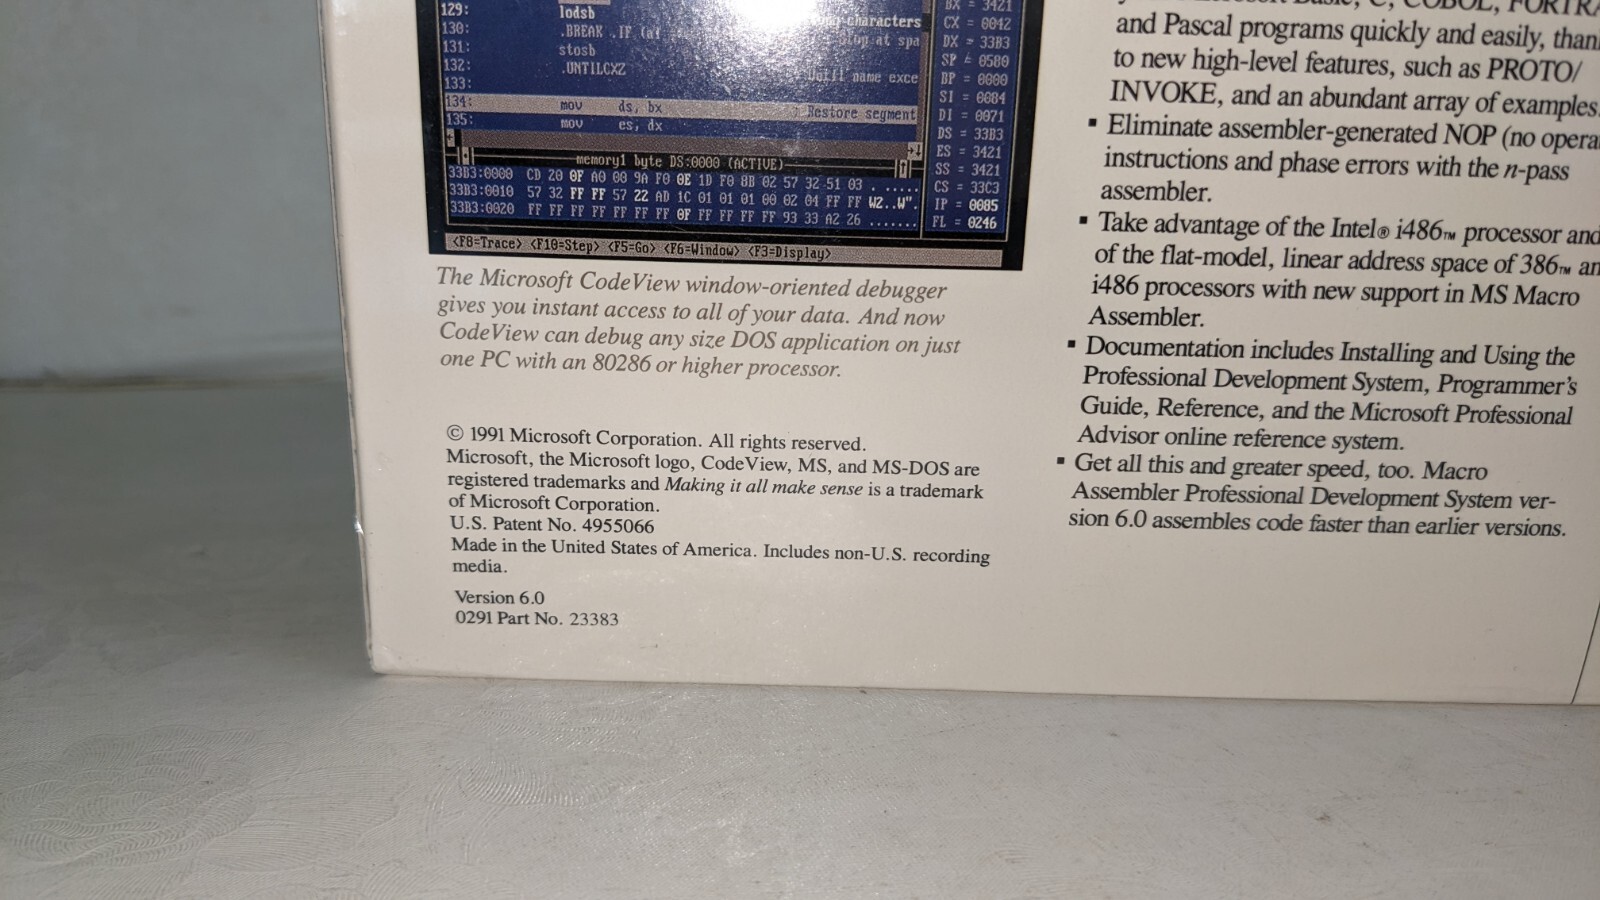 129: lodsb
130: .BREAK .IF (al
131: stosb
132: .UNTILCXZ
133:
134: mov ds, bx
135: mov es, dx
characters
at spa
name exce
Restore segment
BX = 3421
CX = 0042
DX = 33B3
SP = 0580
BP = 0000
SI = 0084
DI = 0071
DS = 33B3
ES = 3421
SS = 3421
CS = 33C3
IP = 0085
FL = 0246
memory1 byte DS:0000 (ACTIVE)
33B3:0000 CD 20 0F A0 00 9A F0 0E 1D F0 8B 02 57 32 51 03 . .....
33B3:0010 57 32 FF FF 57 22 AD 1C 01 01 01 00 02 04 FF FF W2..W".
33B3:0020 FF FF FF FF FF FF FF 0F FF FF FF FF 93 33 A2 26 .......
<F8=Trace> <F10=Step> <F5=Go> <F6=Window> <F3=Display>
The Microsoft CodeView window-oriented debugger
gives you instant access to all of your data. And now
CodeView can debug any size DOS application on just
one PC with an 80286 or higher processor.
© 1991 Microsoft Corporation. All rights reserved.
Microsoft, the Microsoft logo, CodeView, MS, and MS-DOS are
registered trademarks and Making it all make sense is a trademark
of Microsoft Corporation.
U.S. Patent No. 4955066
Made in the United States of America. Includes non-U.S. recording
media.
Version 6.0
0291 Part No. 23383
Basic, C, COBOL, FORTRA
and Pascal programs quickly and easily, than
to new high-level features, such as PROTO/
INVOKE, and an abundant array of examples.
▪ Eliminate assembler-generated NOP (no opera
instructions and phase errors with the n-pass
assembler.
▪ Take advantage of the Intel® i486™ processor and
of the flat-model, linear address space of 386™ an
i486 processors with new support in MS Macro
Assembler.
▪ Documentation includes Installing and Using the
Professional Development System, Programmer's
Guide, Reference, and the Microsoft Professional
Advisor online reference system.
▪ Get all this and greater speed, too. Macro
Assembler Professional Development System ver-
sion 6.0 assembles code faster than earlier versions.